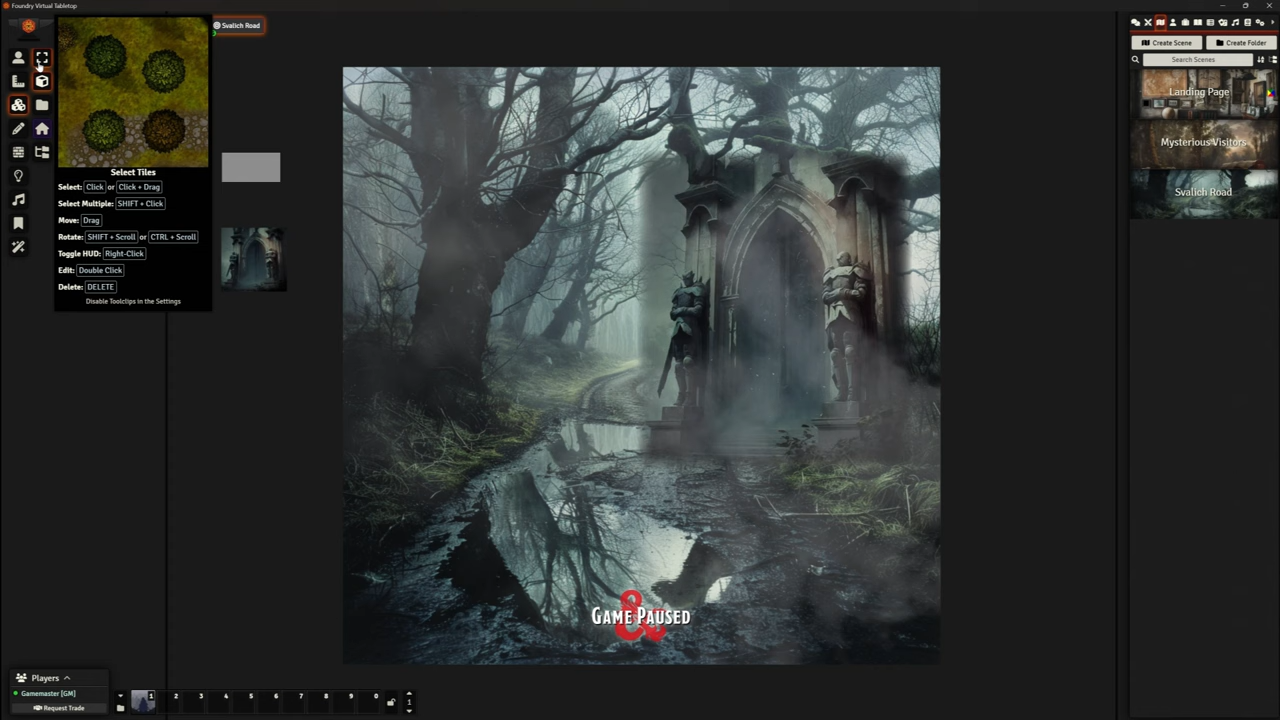 Foundry Virtual Tabletop
Svalich Road
Select Tiles
Select: Click or Click + Drag
Select Multiple: SHIFT + Click
Move: Drag
Rotate: SHIFT + Scroll or CTRL + Scroll
Toggle HUD: Right-Click
Edit: Double Click
Delete: DELETE
Disable Toolclips in the Settings
Create Scene
Create Folder
Search Scenes
Landing Page
Mysterious Visitors
Svalich Road
GAME PAUSED
&
Players
Gamemaster [GM]
Request Trade
1 2 3 4 5 6 7 8 9 0
1